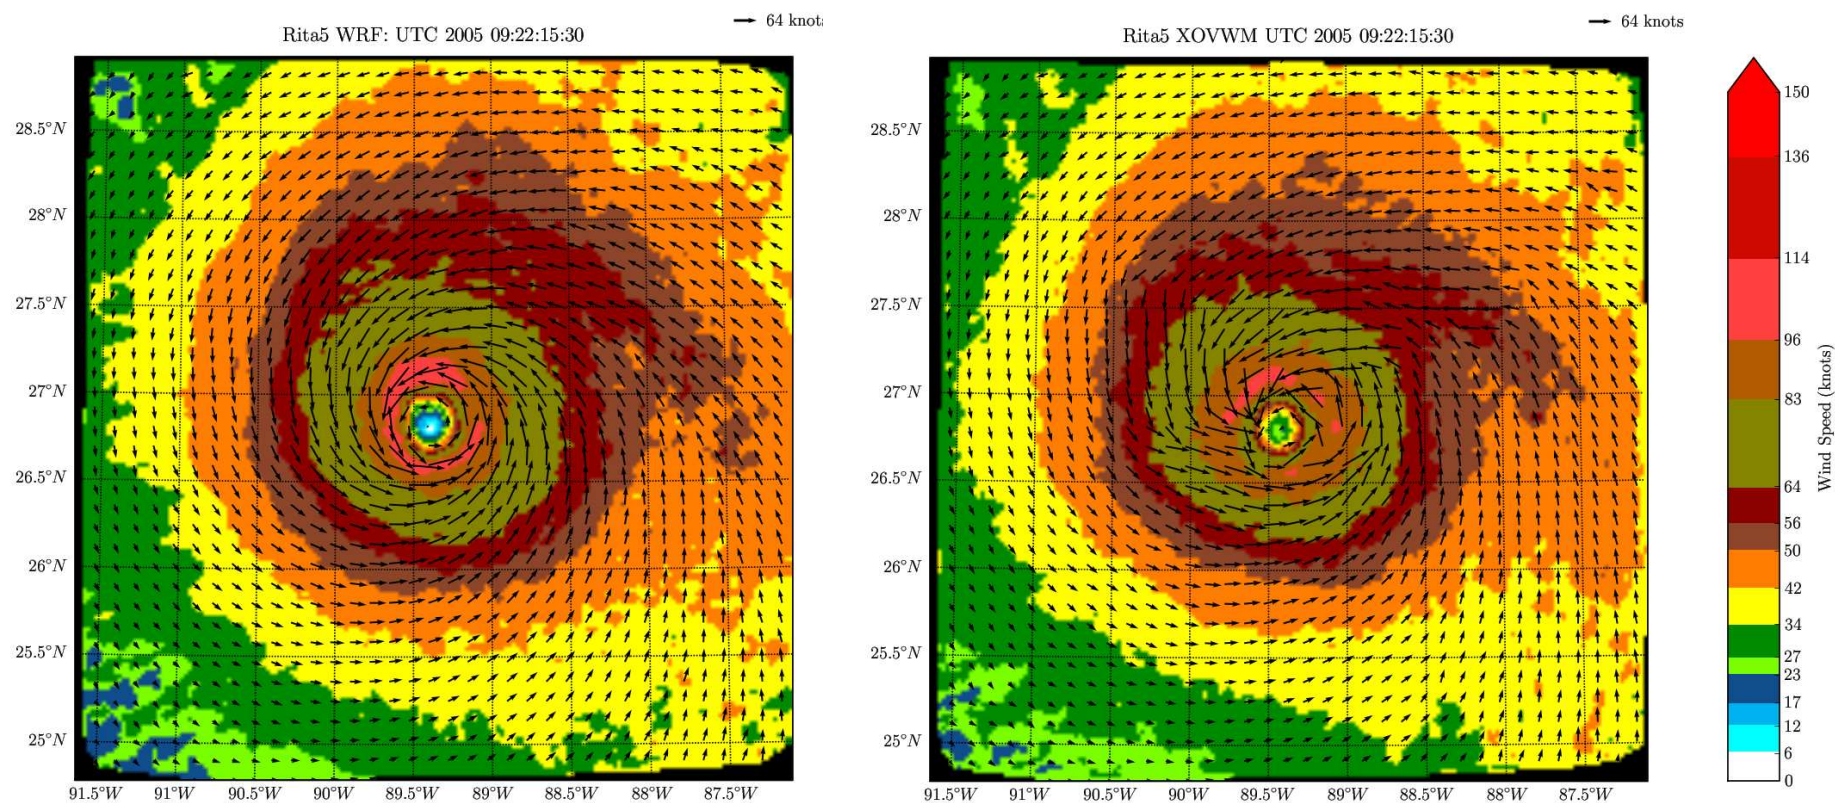 64 knots
64 knots
Rita5 WRF: UTC 2005 09:22:15:30
Rita5 XOVWM UTC 2005 09:22:15:30
28.5°N
28°N
27.5°N
27°N
26.5°N
26°N
25.5°N
25°N
91.5°W 91°W 90.5°W 90°W 89.5°W 89°W 88.5°W 88°W 87.5°W
28.5°N
28°N
27.5°N
27°N
26.5°N
26°N
25.5°N
25°N
91.5°W 91°W 90.5°W 90°W 89.5°W 89°W 88.5°W 88°W 87.5°W
150
136
114
96
83
64
56
50
42
34
27
23
17
12
6
0
Wind Speed (knots)